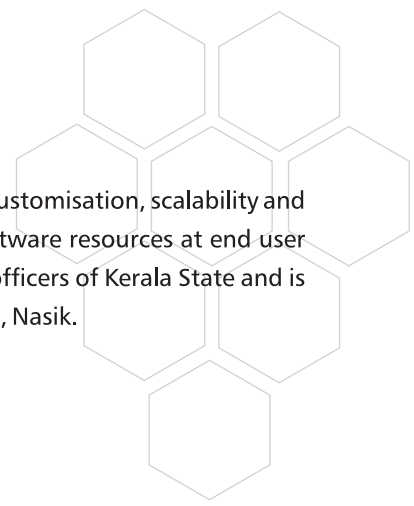 ustomisation, scalability and
tware resources at end user
officers of Kerala State and is
, Nasik.